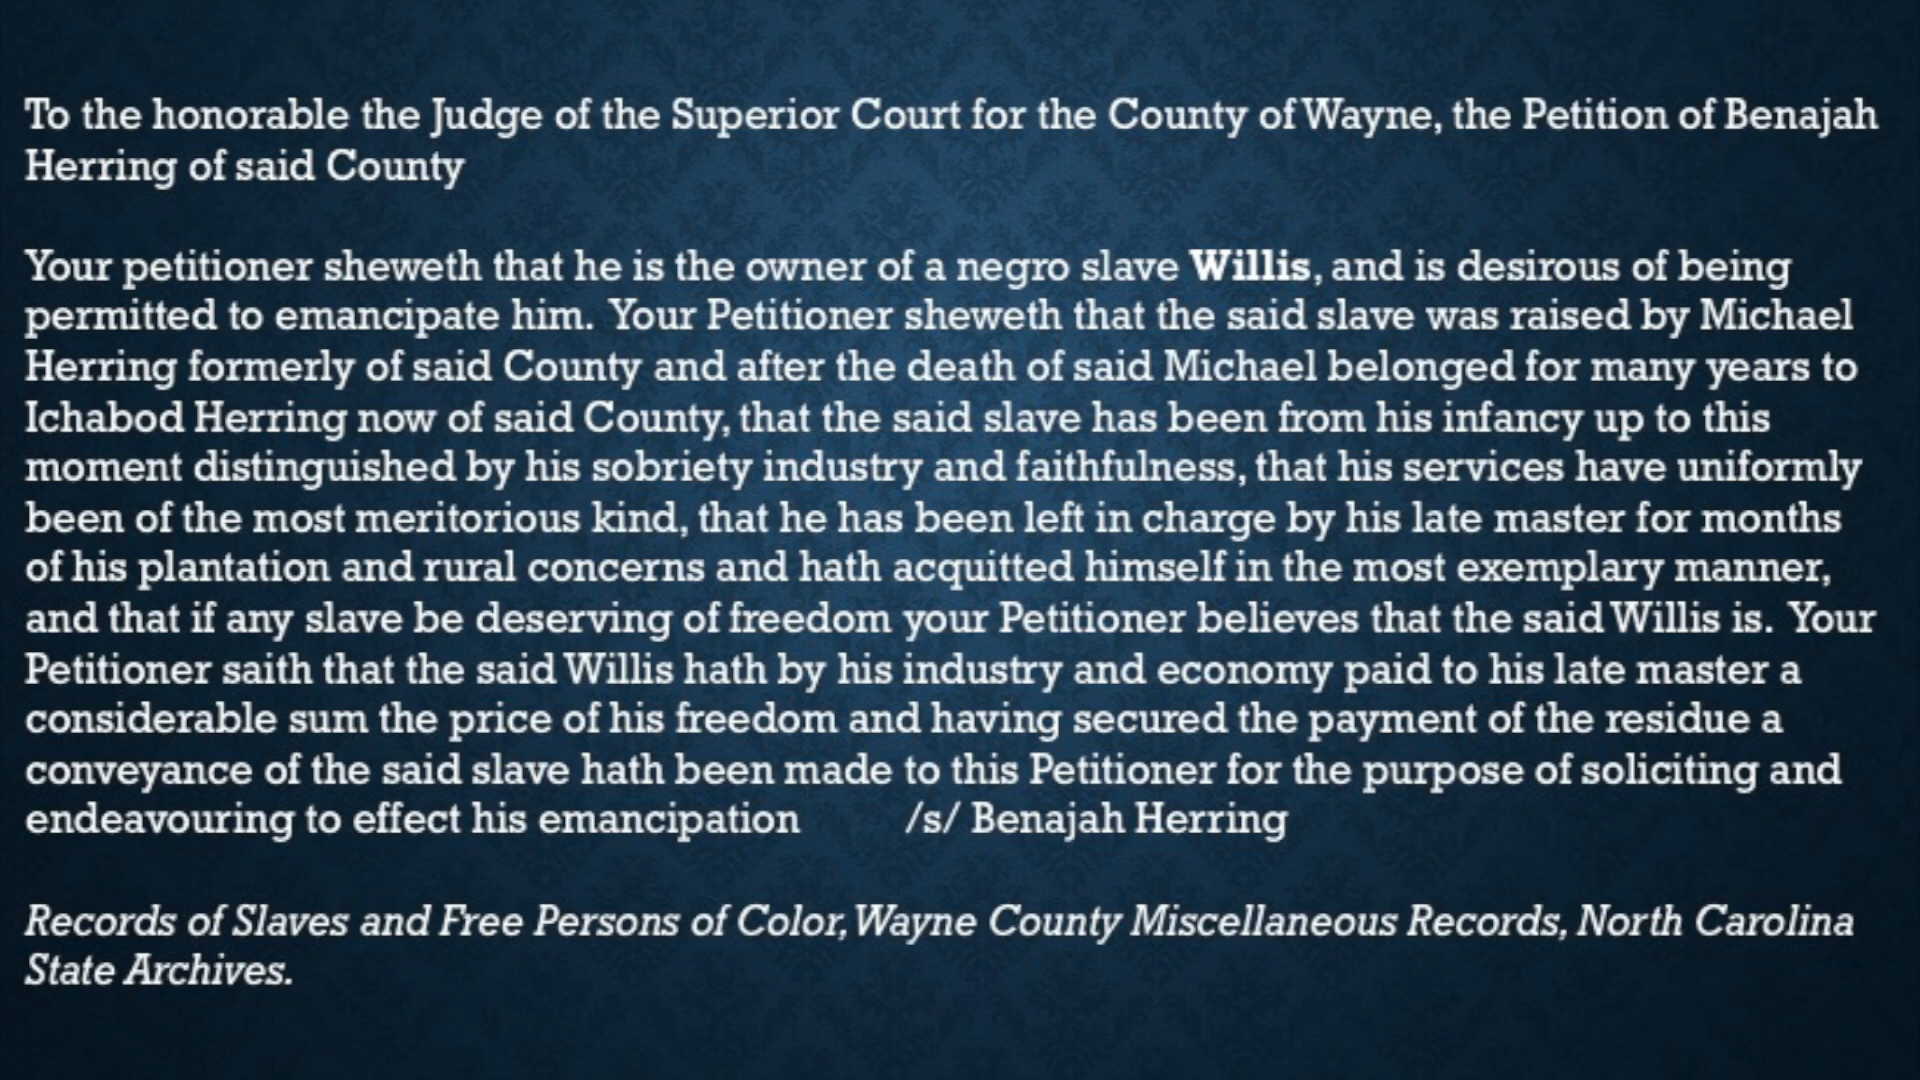 To the honorable the Judge of the Superior Court for the County of Wayne, the Petition of Benajah
Herring of said County
Your petitioner sheweth that he is the owner of a negro slave Willis, and is desirous of being
permitted to emancipate him. Your Petitioner sheweth that the said slave was raised by Michael
Herring formerly of said County and after the death of said Michael belonged for many years to
Ichabod Herring now of said County, that the said slave has been from his infancy up to this
moment distinguished by his sobriety industry and faithfulness, that his services have uniformly
been of the most meritorious kind, that he has been left in charge by his late master for months
of his plantation and rural concerns and hath acquitted himself in the most exemplary manner,
and that if any slave be deserving of freedom your Petitioner believes that the said Willis is. Your
Petitioner saith that the said Willis hath by his industry and economy paid to his late master a
considerable sum the price of his freedom and having secured the payment of the residue a
conveyance of the said slave hath been made to this Petitioner for the purpose of soliciting and
endeavouring to effect his emancipation /s/ Benajah Herring
Records of Slaves and Free Persons of Color, Wayne County Miscellaneous Records, North Carolina
State Archives.